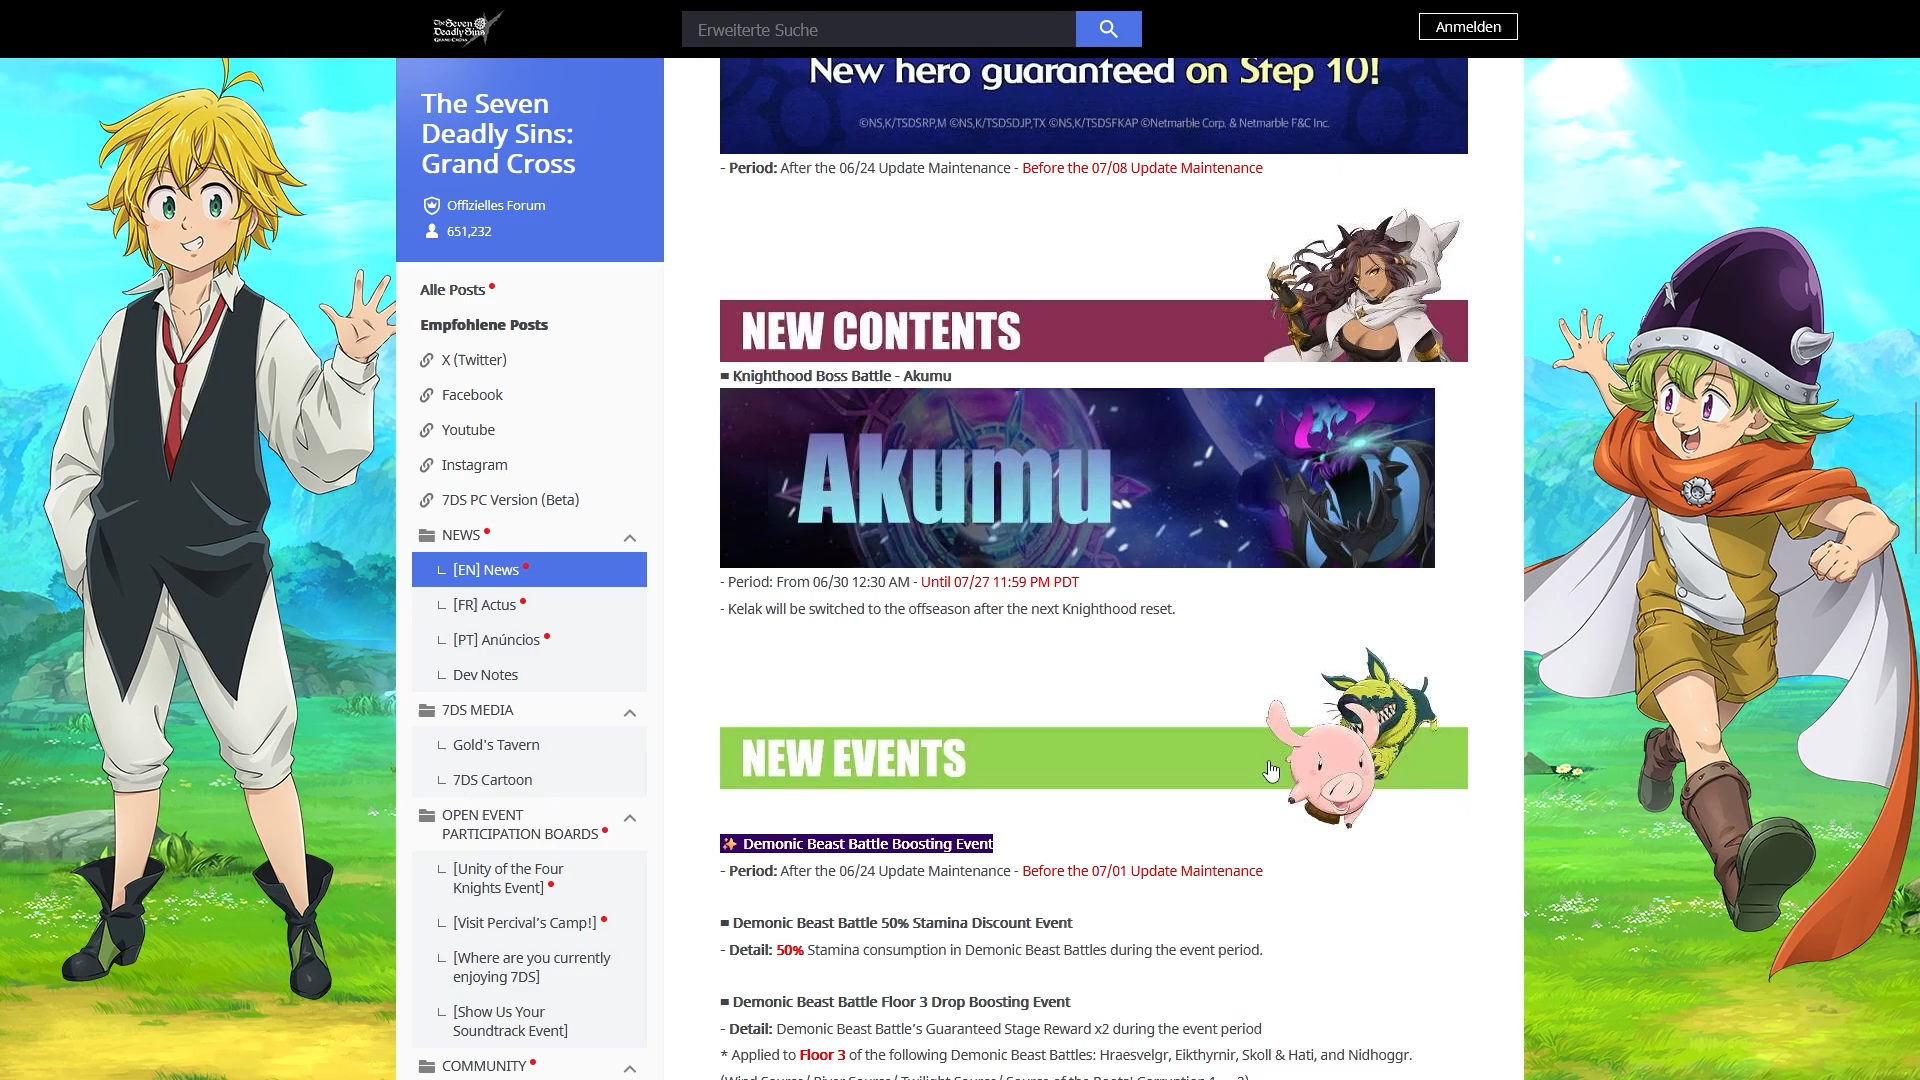 The Seven
Deadly Sins
GRAND CROSS
Erweiterte Suche
Anmelden
The Seven
Deadly Sins:
Grand Cross
Offizielles Forum
651,232
Alle Posts
Empfohlene Posts
X (Twitter)
Facebook
Youtube
Instagram
7DS PC Version (Beta)
NEWS
[EN] News
[FR] Actus
[PT] Anúncios
Dev Notes
7DS MEDIA
Gold's Tavern
7DS Cartoon
OPEN EVENT
PARTICIPATION BOARDS
[Unity of the Four
Knights Event]
[Visit Percival’s Camp!]
[Where are you currently
enjoying 7DS]
[Show Us Your
Soundtrack Event]
COMMUNITY
New hero guaranteed on Step 10!
©NS,K/TSDSRP,M ©NS,K/TSDSDJP,TX ©NS,K/TSDSFKAP ©Netmarble Corp. & Netmarble F&C Inc.
- Period: After the 06/24 Update Maintenance - Before the 07/08 Update Maintenance
NEW CONTENTS
■ Knighthood Boss Battle - Akumu
Akumu
- Period: From 06/30 12:30 AM - Until 07/27 11:59 PM PDT
- Kelak will be switched to the offseason after the next Knighthood reset.
NEW EVENTS
✨ Demonic Beast Battle Boosting Event
- Period: After the 06/24 Update Maintenance - Before the 07/01 Update Maintenance
■ Demonic Beast Battle 50% Stamina Discount Event
- Detail: 50% Stamina consumption in Demonic Beast Battles during the event period.
■ Demonic Beast Battle Floor 3 Drop Boosting Event
- Detail: Demonic Beast Battle’s Guaranteed Stage Reward x2 during the event period
* Applied to Floor 3 of the following Demonic Beast Battles: Hraesvelgr, Eikthyrnir, Skoll & Hati, and Nidhoggr.